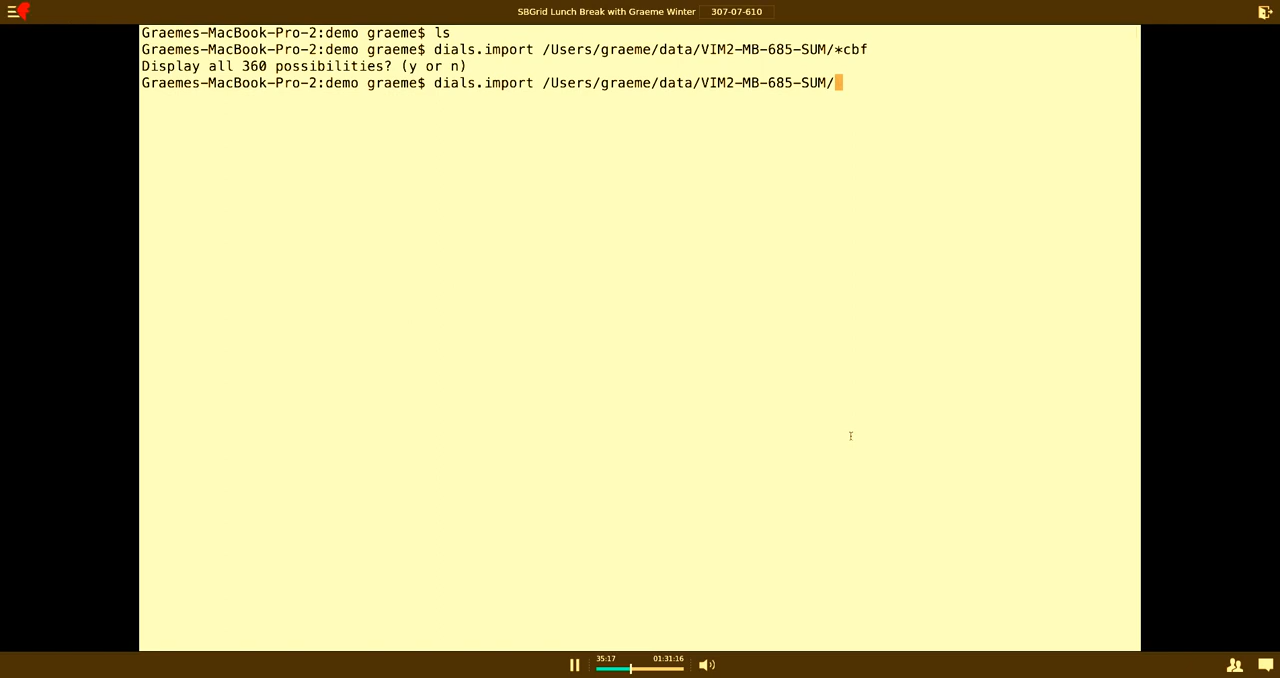 SBGrid Lunch Break with Graeme Winter 307-07-610
Graemes-MacBook-Pro-2:demo graeme$ ls
Graemes-MacBook-Pro-2:demo graeme$ dials.import /Users/graeme/data/VIM2-MB-685-SUM/*cbf
Display all 360 possibilities? (y or n)
Graemes-MacBook-Pro-2:demo graeme$ dials.import /Users/graeme/data/VIM2-MB-685-SUM/
35:17 01:31:16